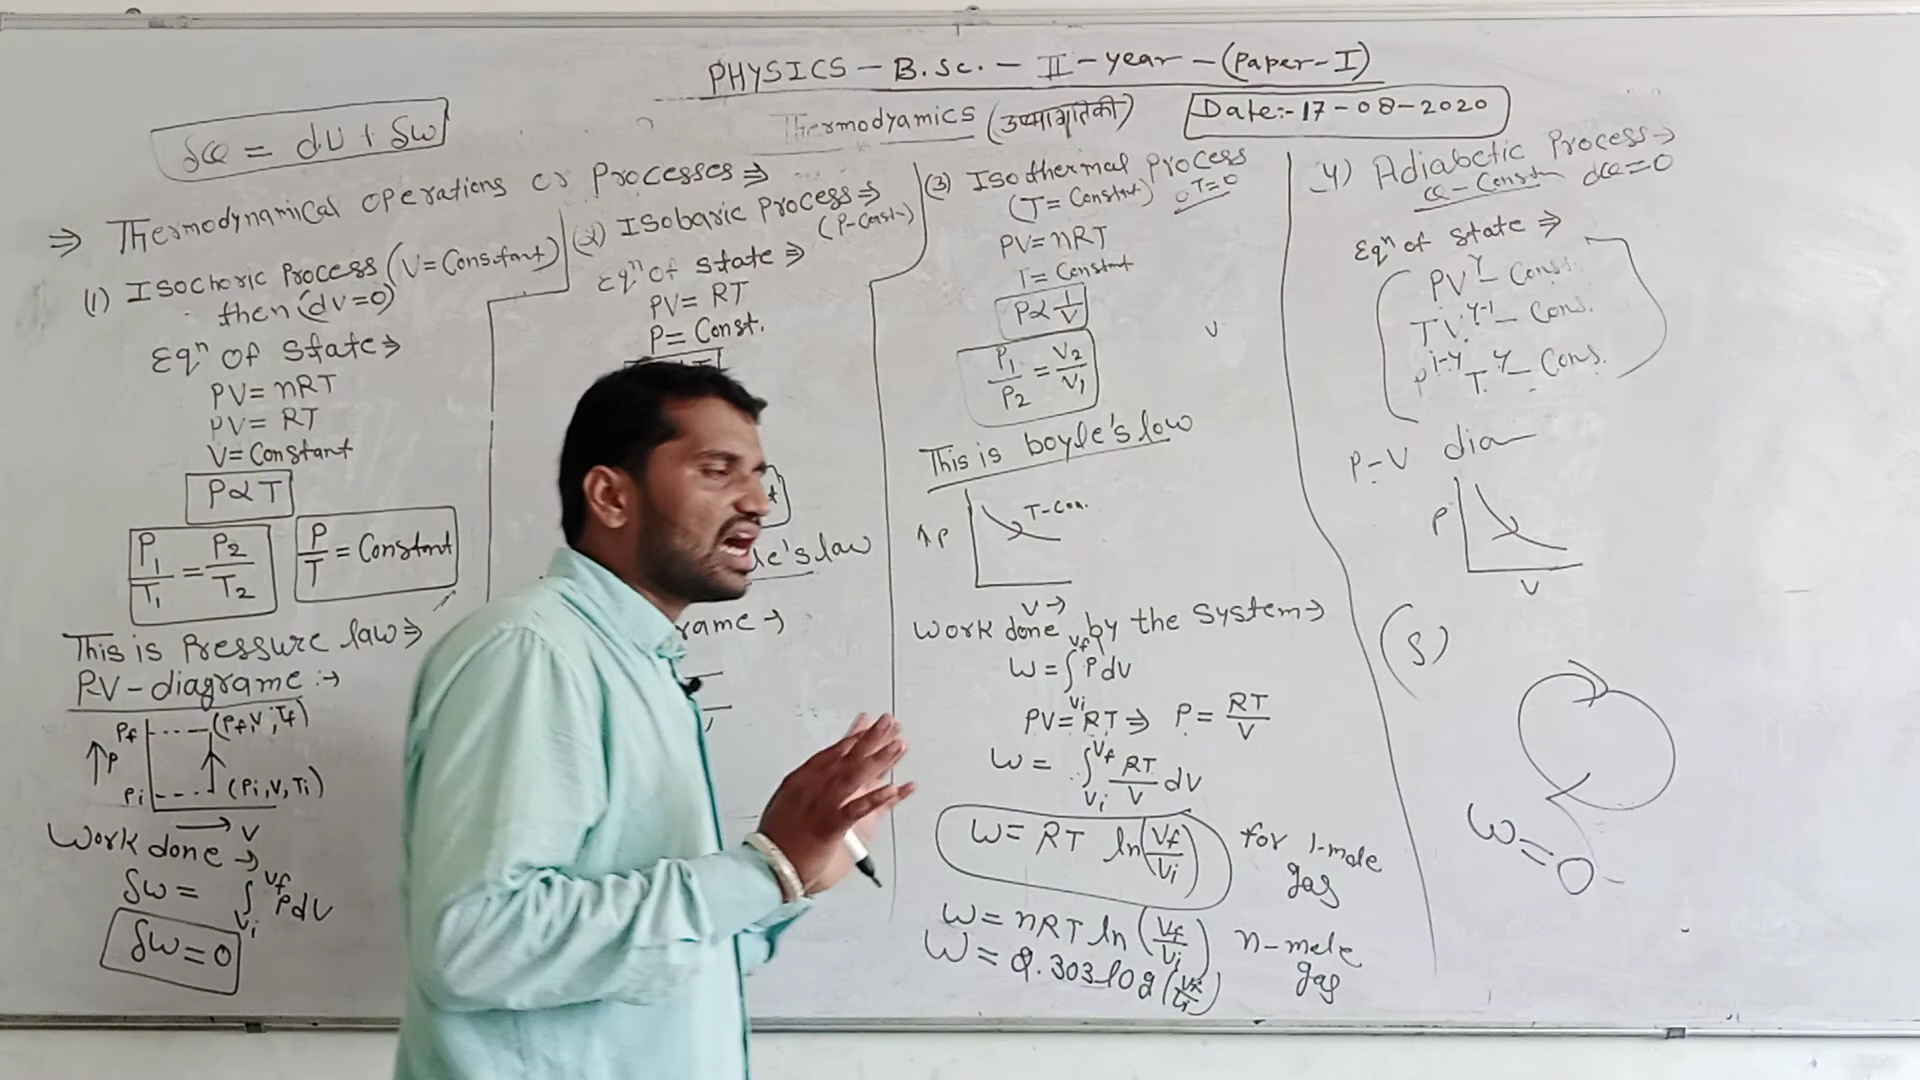 PHYSICS - B.Sc. - II - year - (Paper-I)
Thermodyamics (उष्मागतिकी)
Date:- 17-08-2020
δQ = dU + δW
⇒ Thermodynamical operations or Processes ⇒
(1) Isochoric Process (V=Constant)
then (dV=0)
Eqⁿ of State ⇒
PV = nRT
PV = RT
V = Constant
P∝T
P₁/T₁ = P₂/T₂
P/T = Constant
This is Pressure law ⇒
PV-diagrame :→
Pf (Pf,V,Tf)
↑P
Pi (Pi,V,Ti)
→ V
Work done →
δW = ∫Vi^Vf PdV
δW = 0
(2) Isobaric Process ⇒
(P-Const.)
Eqⁿ of State ⇒
PV = RT
P = Const.
le's law
rame →
(3) Isothermal Process
(T = Constant) dT=0
PV = nRT
T = Constant
P∝1/V
P₁/P₂ = V₂/V₁
V
This is boyle's low
T-Con.
↑P
V→
Work done by the System →
W = ∫Vi^Vf PdV
PV = RT ⇒ P = RT/V
W = ∫Vi^Vf RT/V dV
W = RT ln(Vf/Vi) for 1-mole gas
W = nRT ln(Vf/Vi) n-mole gas
W = 2.303 log(Vf/Vi)
4) Adiabetic Process →
Q-Constn dQ=0
Eqⁿ of State ⇒
PV^γ - Const.
TV^γ-1 - Cons.
P^1-γ T^γ - Cons.
P-V dia
P
V
(5)
W = 0